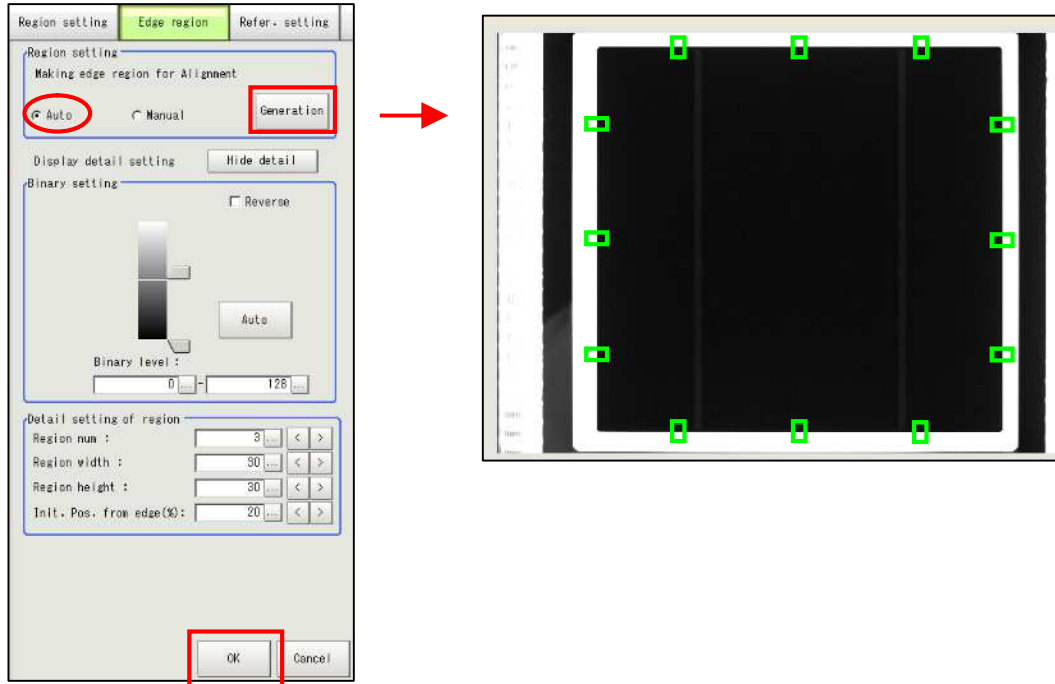 Region setting Edge region Refer. setting
Region setting
Making edge region for Alignment
Auto Manual Generation
Display detail setting Hide detail
Binary setting
Reverse
Auto
Binary level :
0 ... - 128 ...
Detail setting of region
Region num : 3 ... < >
Region width : 90 ... < >
Region height : 30 ... < >
Init. Pos. from edge(%): 20 ... < >
OK Cancel